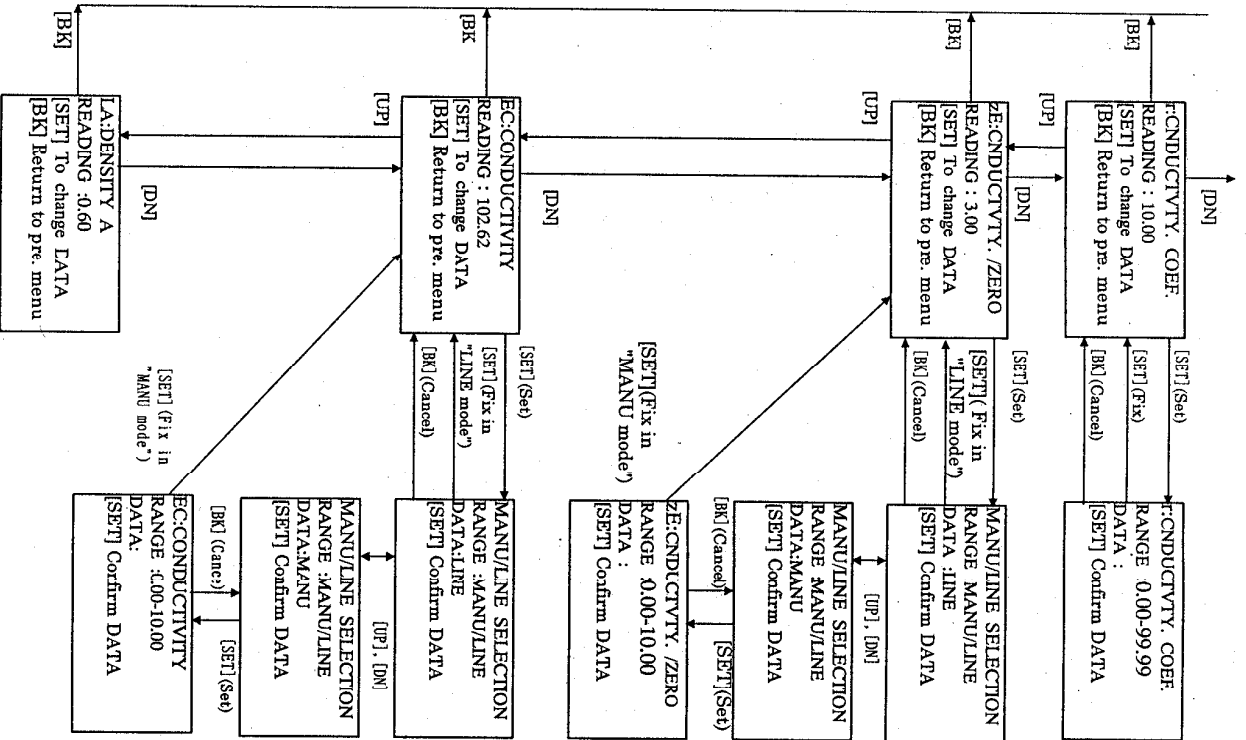 [DN]
[BK]
[UP]
r:CNDUCTVTY. COEF.
READING : 10.00
[SET] To change DATA
[BK] Return to pre. menu
[SET](Set)
[SET](Fix)
[BK](Cancel)
r:CNDUCTVTY. COEF.
RANGE :0.00-99.99
DATA :
[SET] Confirm DATA
[DN]
[BK]
[UP]
zE:CNDUCTVTY. /ZERO
READING : 3.00
[SET] To change DATA
[BK] Return to pre. menu
[SET](Set)
[SET]( Fix in
"LINE mode")
[BK](Cancel)
MANU/LINE SELECTION
RANGE MANU/LINE
DATA :LINE
[SET] Confirm DATA
[UP], [DN]
MANU/LINE SELECTION
RANGE :MANU/LINE
DATA:MANU
[SET] Confirm DATA
[BK](Cancel)
[SET](Set)
[SET](Fix in
"MANU mode")
zE:CNDUCTVTY. /ZERO
RANGE :0.00-10.00
DATA :
[SET] Confirm DATA
[DN]
[BK
[UP]
EC:CONDUCTIVITY
READING : 102.62
[SET] To change DATA
[BK] Return to pre. menu
[SET](Set)
[SET](Fix in
"LINE mode")
[BK](Cancel)
MANU/LINE SELECTION
RANGE :MANU/LINE
DATA:LINE
[SET] Confirm DATA
[UP], [DN]
MANU/LINE SELECTION
RANGE :MANU/LINE
DATA:MANU
[SET] Confirm DATA
[BK](Cancel)
[SET](Set)
[SET](Fix in
"MANU mode")
EC:CONDUCTIVITY
RANGE :0.00-10.00
DATA:
[SET] Confirm DATA
[DN]
[BK]
LA:DENSITY A
READING :0.60
[SET] To change DATA
[BK] Return to pre. menu